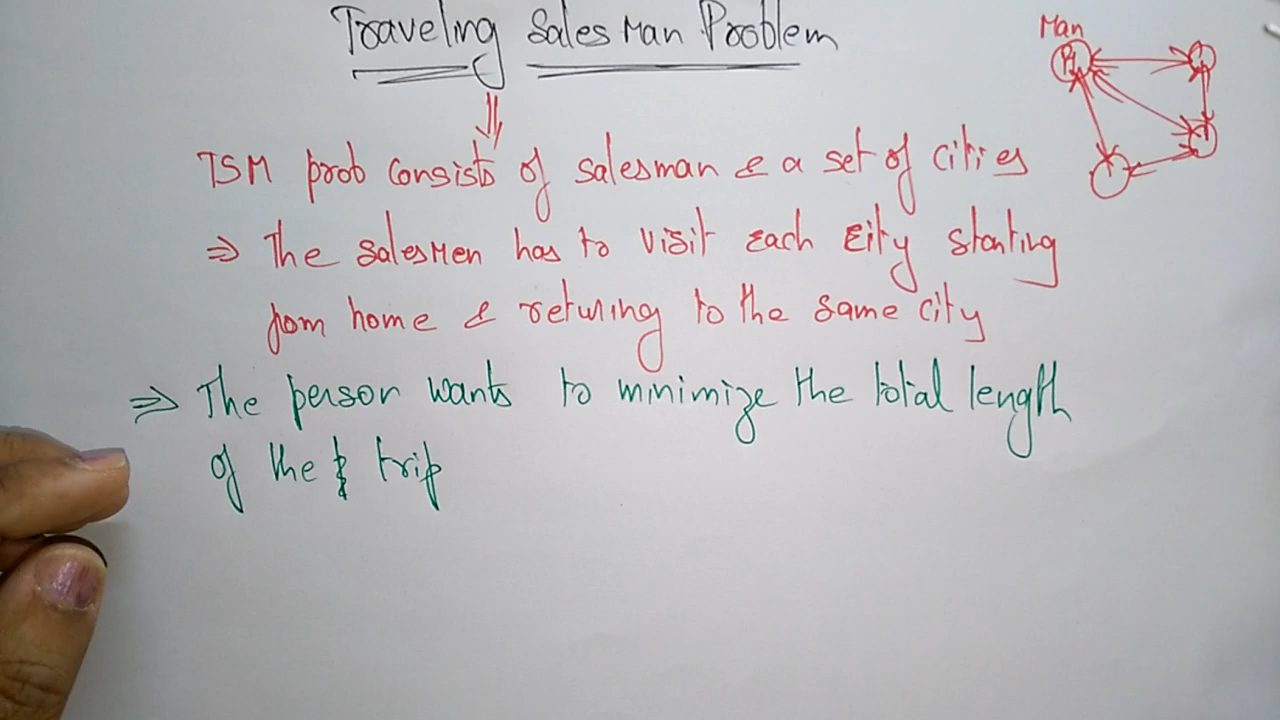 Traveling Sales Man Problem
Man
TSM prob consists of salesman & a set of cities
⇒ The salesmen has to visit each city starting
from home & returing to the same city
⇒ The person wants to minimize the total length
of the trip